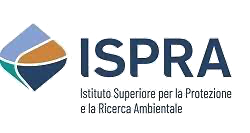 ISPRA
Istituto Superiore per la Protezione
e la Ricerca Ambientale